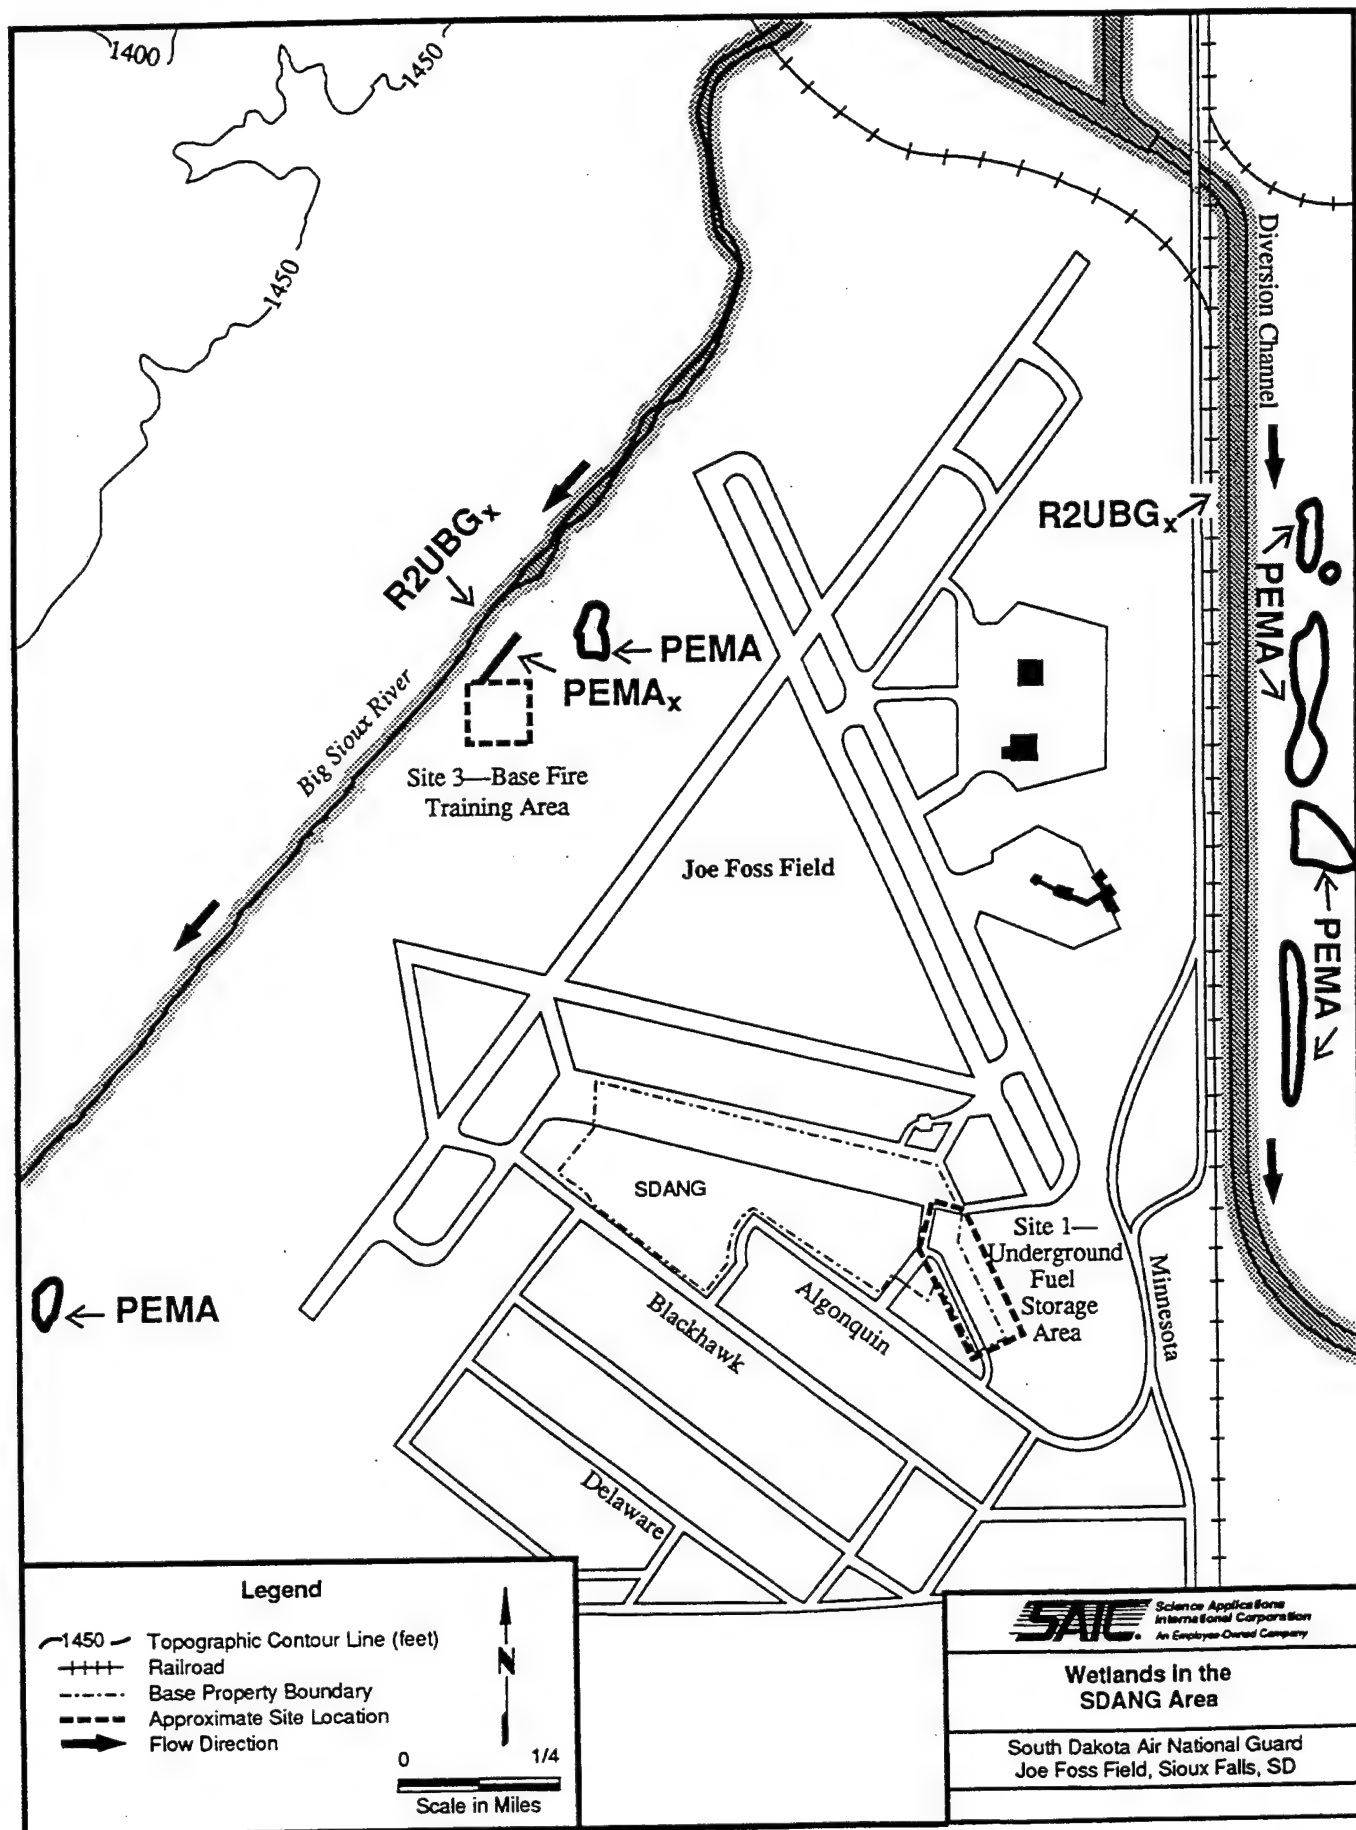 1400
1450
1450
Diversion Channel
R2UBGx
R2UBGx
PEMA
PEMA
PEMAx
Big Sioux River
Site 3—Base Fire
Training Area
Joe Foss Field
PEMA
SDANG
Site 1—
Underground
Fuel
Storage
Area
Minnesota
PEMA
Blackhawk
Algonquin
Delaware
Legend
1450 Topographic Contour Line (feet)
Railroad
Base Property Boundary
Approximate Site Location
Flow Direction
N
0 1/4
Scale in Miles
SAIC
Science Applications
International Corporation
An Employee-Owned Company
Wetlands in the
SDANG Area
South Dakota Air National Guard
Joe Foss Field, Sioux Falls, SD